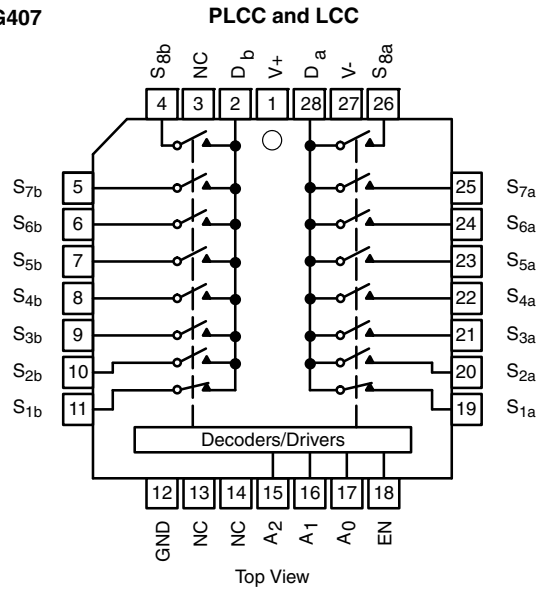 G407
PLCC and LCC
S8b NC Db V+ Da V- S8a
4 3 2 1 28 27 26
S7b 5 25 S7a
S6b 6 24 S6a
S5b 7 23 S5a
S4b 8 22 S4a
S3b 9 21 S3a
S2b 10 20 S2a
S1b 11 19 S1a
Decoders/Drivers
12 13 14 15 16 17 18
GND NC NC A2 A1 A0 EN
Top View